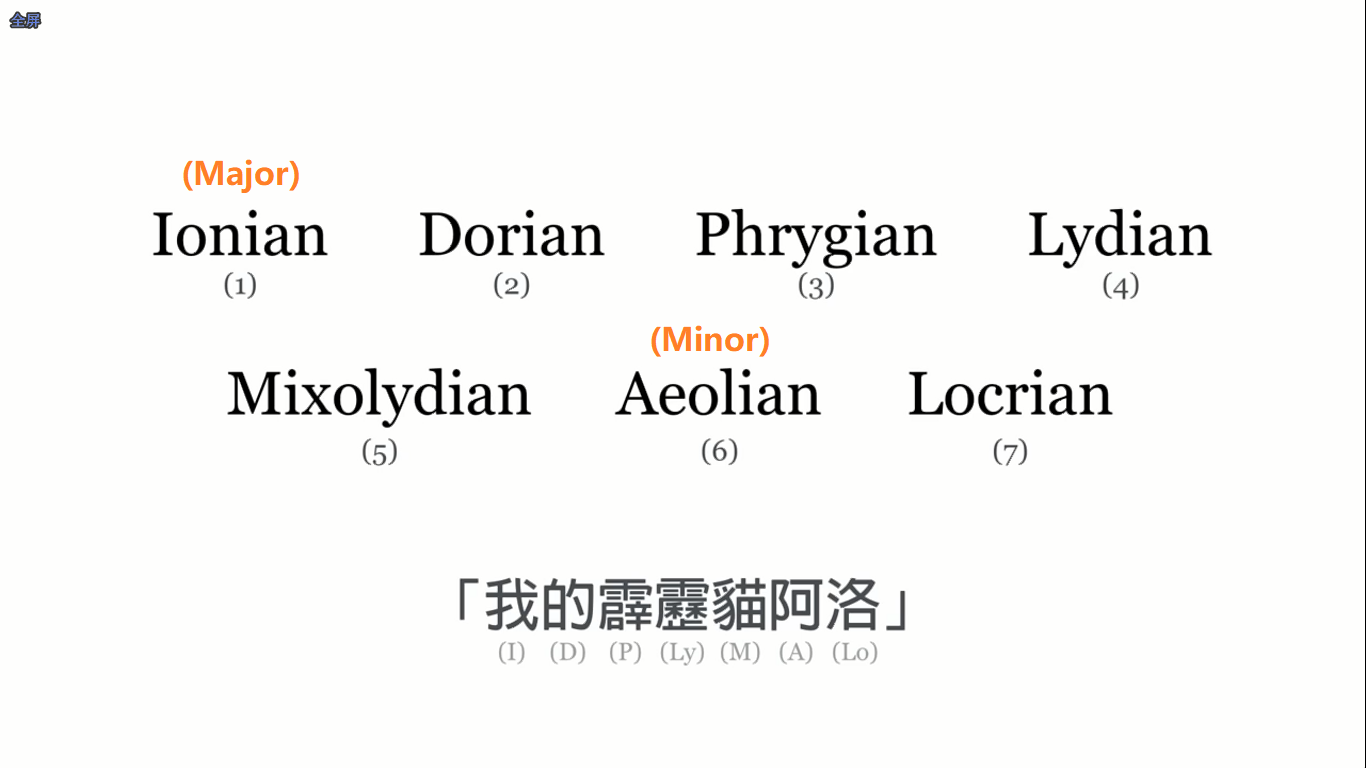 全屏
(Major)
Ionian Dorian Phrygian Lydian
(1) (2) (3) (4)
(Minor)
Mixolydian Aeolian Locrian
(5) (6) (7)
「我的霹靂貓阿洛」
(I) (D) (P) (Ly) (M) (A) (Lo)